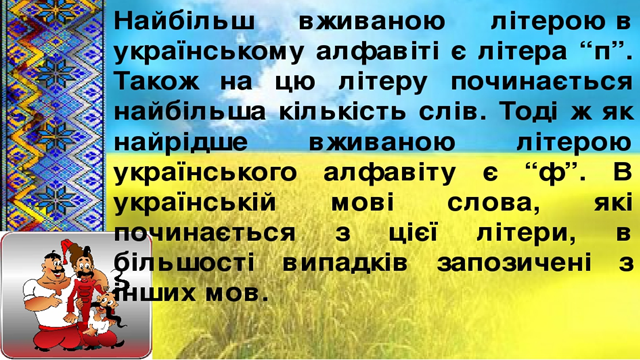 Найбільш вживаною літерою в
українському алфавіті є літера “п”.
Також на цю літеру починається
найбільша кількість слів. Тоді ж як
найрідше вживаною літерою
українського алфавіту є “ф”. В
українській мові слова, які
починається з цієї літери, в
більшості випадків запозичені з
інших мов.